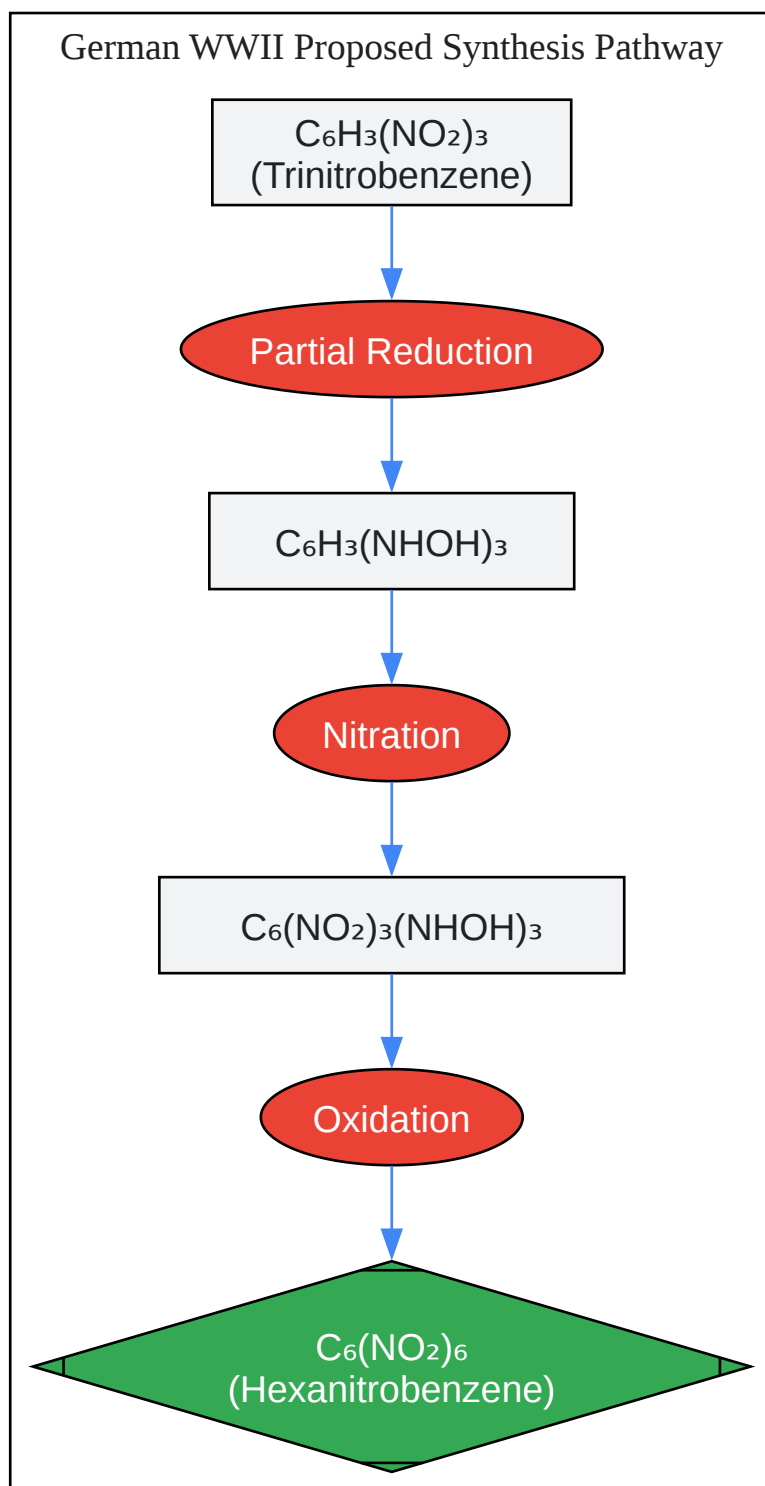 German WWII Proposed Synthesis Pathway
C₆H₃(NO₂)₃
(Trinitrobenzene)
Partial Reduction
C₆H₃(NHOH)₃
Nitration
C₆(NO₂)₃(NHOH)₃
Oxidation
C₆(NO₂)₆
(Hexanitrobenzene)